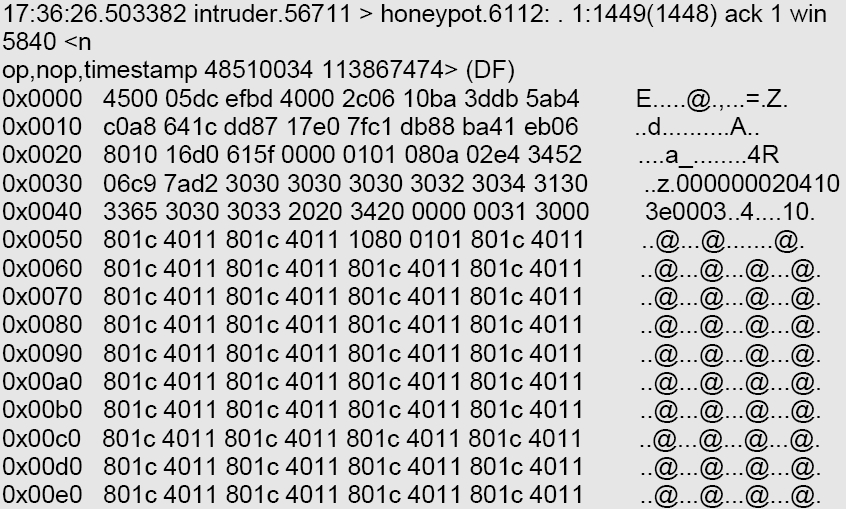 17:36:26.503382 intruder.56711 > honeypot.6112: . 1:1449(1448) ack 1 win
5840 <n
op,nop,timestamp 48510034 113867474> (DF)
0x0000 4500 05dc efbd 4000 2c06 10ba 3ddb 5ab4 E.....@.,...=.Z.
0x0010 c0a8 641c dd87 17e0 7fc1 db88 ba41 eb06 ..d..........A..
0x0020 8010 16d0 615f 0000 0101 080a 02e4 3452 ....a_........4R
0x0030 06c9 7ad2 3030 3030 3030 3032 3034 3130 ..z.000000020410
0x0040 3365 3030 3033 2020 3420 0000 0031 3000 3e0003..4....10.
0x0050 801c 4011 801c 4011 1080 0101 801c 4011 ..@...@.......@.
0x0060 801c 4011 801c 4011 801c 4011 801c 4011 ..@...@...@...@.
0x0070 801c 4011 801c 4011 801c 4011 801c 4011 ..@...@...@...@.
0x0080 801c 4011 801c 4011 801c 4011 801c 4011 ..@...@...@...@.
0x0090 801c 4011 801c 4011 801c 4011 801c 4011 ..@...@...@...@.
0x00a0 801c 4011 801c 4011 801c 4011 801c 4011 ..@...@...@...@.
0x00b0 801c 4011 801c 4011 801c 4011 801c 4011 ..@...@...@...@.
0x00c0 801c 4011 801c 4011 801c 4011 801c 4011 ..@...@...@...@.
0x00d0 801c 4011 801c 4011 801c 4011 801c 4011 ..@...@...@...@.
0x00e0 801c 4011 801c 4011 801c 4011 801c 4011 ..@...@...@...@.